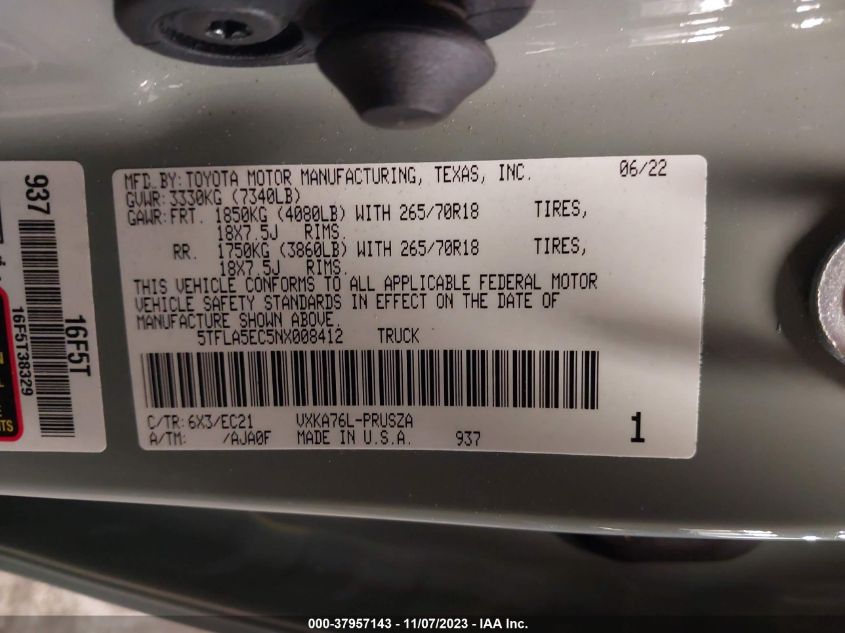 MFD. BY: TOYOTA MOTOR MANUFACTURING, TEXAS, INC. 06/22
GVWR: 3330KG (7340LB)
GAWR: FRT. 1850KG (4080LB) WITH 265/70R18 TIRES,
18X7.5J RIMS.
RR. 1750KG (3860LB) WITH 265/70R18 TIRES,
18X7.5J RIMS.
THIS VEHICLE CONFORMS TO ALL APPLICABLE FEDERAL MOTOR
VEHICLE SAFETY STANDARDS IN EFFECT ON THE DATE OF
MANUFACTURE SHOWN ABOVE.
5TFLA5EC5NX008412 TRUCK
C/TR: 6X3/EC21 VXKA76L-PRUSZA
A/TM: /AJA0F MADE IN U.S.A. 937 1
937
16F5T
16F5T38329
000-37957143 - 11/07/2023 - IAA Inc.